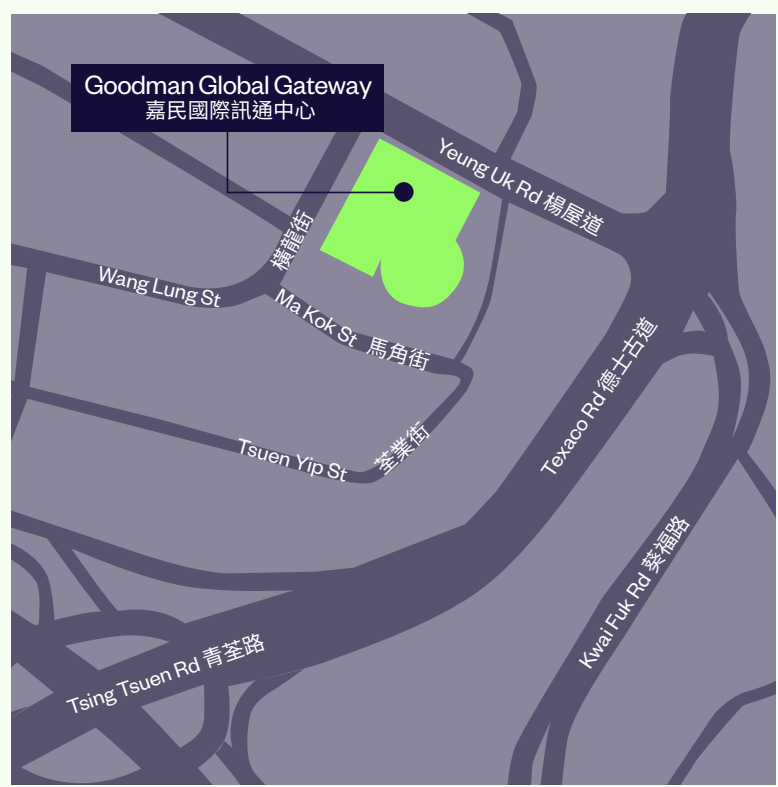 Goodman Global Gateway
嘉民國際訊通中心
Yeung Uk Rd 楊屋道
橫龍街
Wang Lung St
Ma Kok St 馬角街
Texaco Rd 德士古道
Tsuen Yip St
荃業街
Kwai Fuk Rd 葵福路
Tsing Tsuen Rd 青荃路